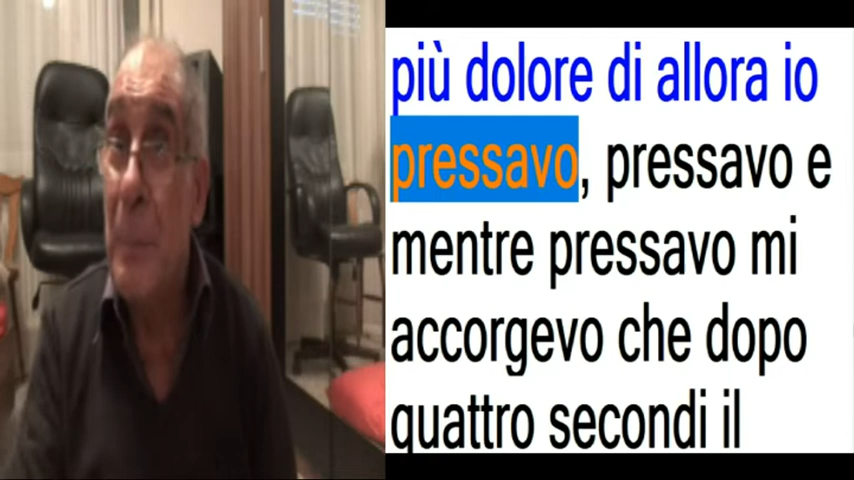 più dolore di allora io
pressavo, pressavo e
mentre pressavo mi
accorgevo che dopo
quattro secondi il